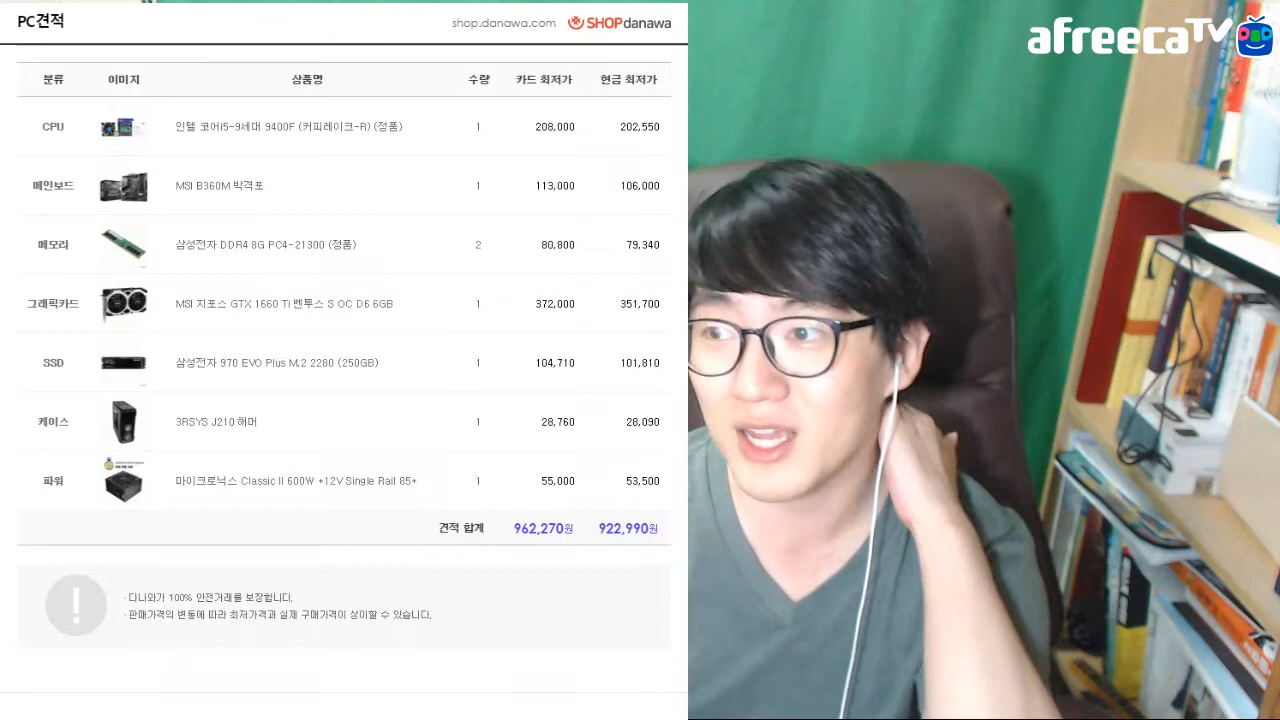 PC견적
shop.danawa.com SHOPdanawa
afreecaTV
분류 이미지 상품명 수량 카드 최저가 현금 최저가
CPU 인텔 코어i5-9세대 9400F (커피레이크-R) (정품) 1 208,000 202,550
메인보드 MSI B360M 박격포 1 113,000 106,000
메모리 삼성전자 DDR4 8G PC4-21300 (정품) 2 80,800 79,340
그래픽카드 MSI 지포스 GTX 1660 Ti 벤투스 S OC D6 6GB 1 372,000 351,700
SSD 삼성전자 970 EVO Plus M.2 2280 (250GB) 1 104,710 101,810
케이스 3RSYS J210 해머 1 28,760 28,090
파워 마이크로닉스 Classic II 600W +12V Single Rail 85+ 1 55,000 53,500
견적 합계 962,270원 922,990원
· 다나와가 100% 안전거래를 보장합니다.
· 판매가격의 변동에 따라 최저가격과 실제 구매가격이 상이할 수 있습니다.